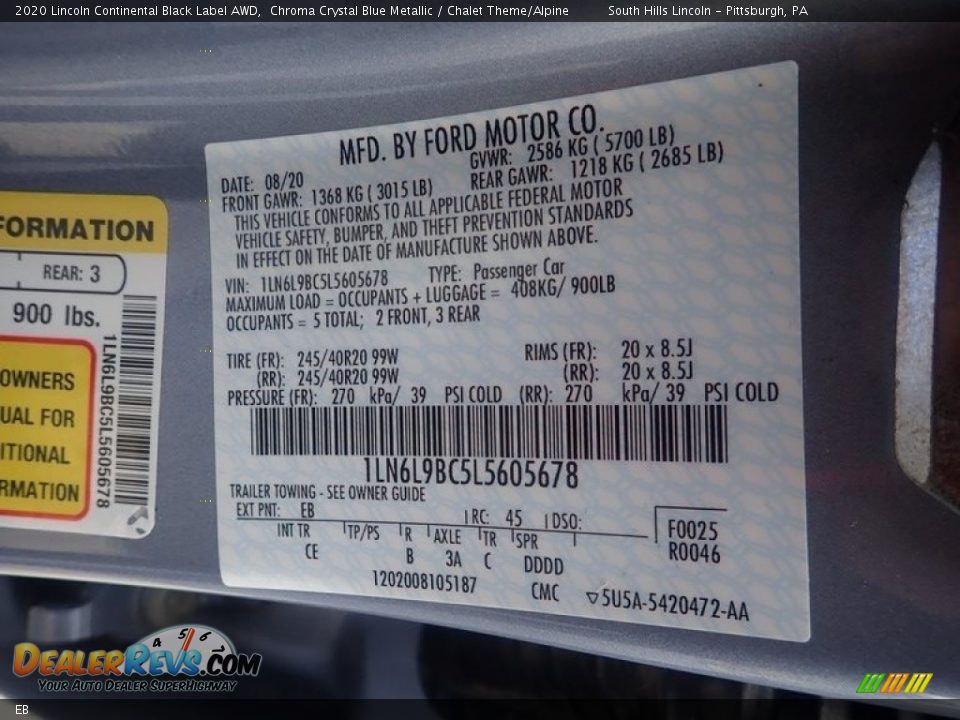 2020 Lincoln Continental Black Label AWD, Chroma Crystal Blue Metallic / Chalet Theme/Alpine South Hills Lincoln - Pittsburgh, PA
MFD. BY FORD MOTOR CO.
DATE: 08/20 GVWR: 2586 KG ( 5700 LB)
FRONT GAWR: 1368 KG ( 3015 LB) REAR GAWR: 1218 KG ( 2685 LB)
THIS VEHICLE CONFORMS TO ALL APPLICABLE FEDERAL MOTOR
VEHICLE SAFETY, BUMPER, AND THEFT PREVENTION STANDARDS
IN EFFECT ON THE DATE OF MANUFACTURE SHOWN ABOVE.
VIN: 1LN6L9BC5L5605678 TYPE: Passenger Car
MAXIMUM LOAD = OCCUPANTS + LUGGAGE = 408KG/ 900LB
OCCUPANTS = 5 TOTAL; 2 FRONT, 3 REAR
TIRE (FR): 245/40R20 99W RIMS (FR): 20 x 8.5J
(RR): 245/40R20 99W (RR): 20 x 8.5J
PRESSURE (FR): 270 kPa/ 39 PSI COLD (RR): 270 kPa/ 39 PSI COLD
1LN6L9BC5L5605678
TRAILER TOWING - SEE OWNER GUIDE
EXT PNT: EB RC: 45 DSO: F0025
INT TR TP/PS R AXLE TR SPR R0046
CE B 3A C DDDD
1202008105187 CMC 5U5A-5420472-AA
FORMATION
REAR: 3
900 lbs.
OWNERS
UAL FOR
ITIONAL
RMATION
1LN6L9BC5L5605678
4 5 6
DEALERREVS.COM
YOUR AUTO DEALER SUPERHIGHWAY
EB